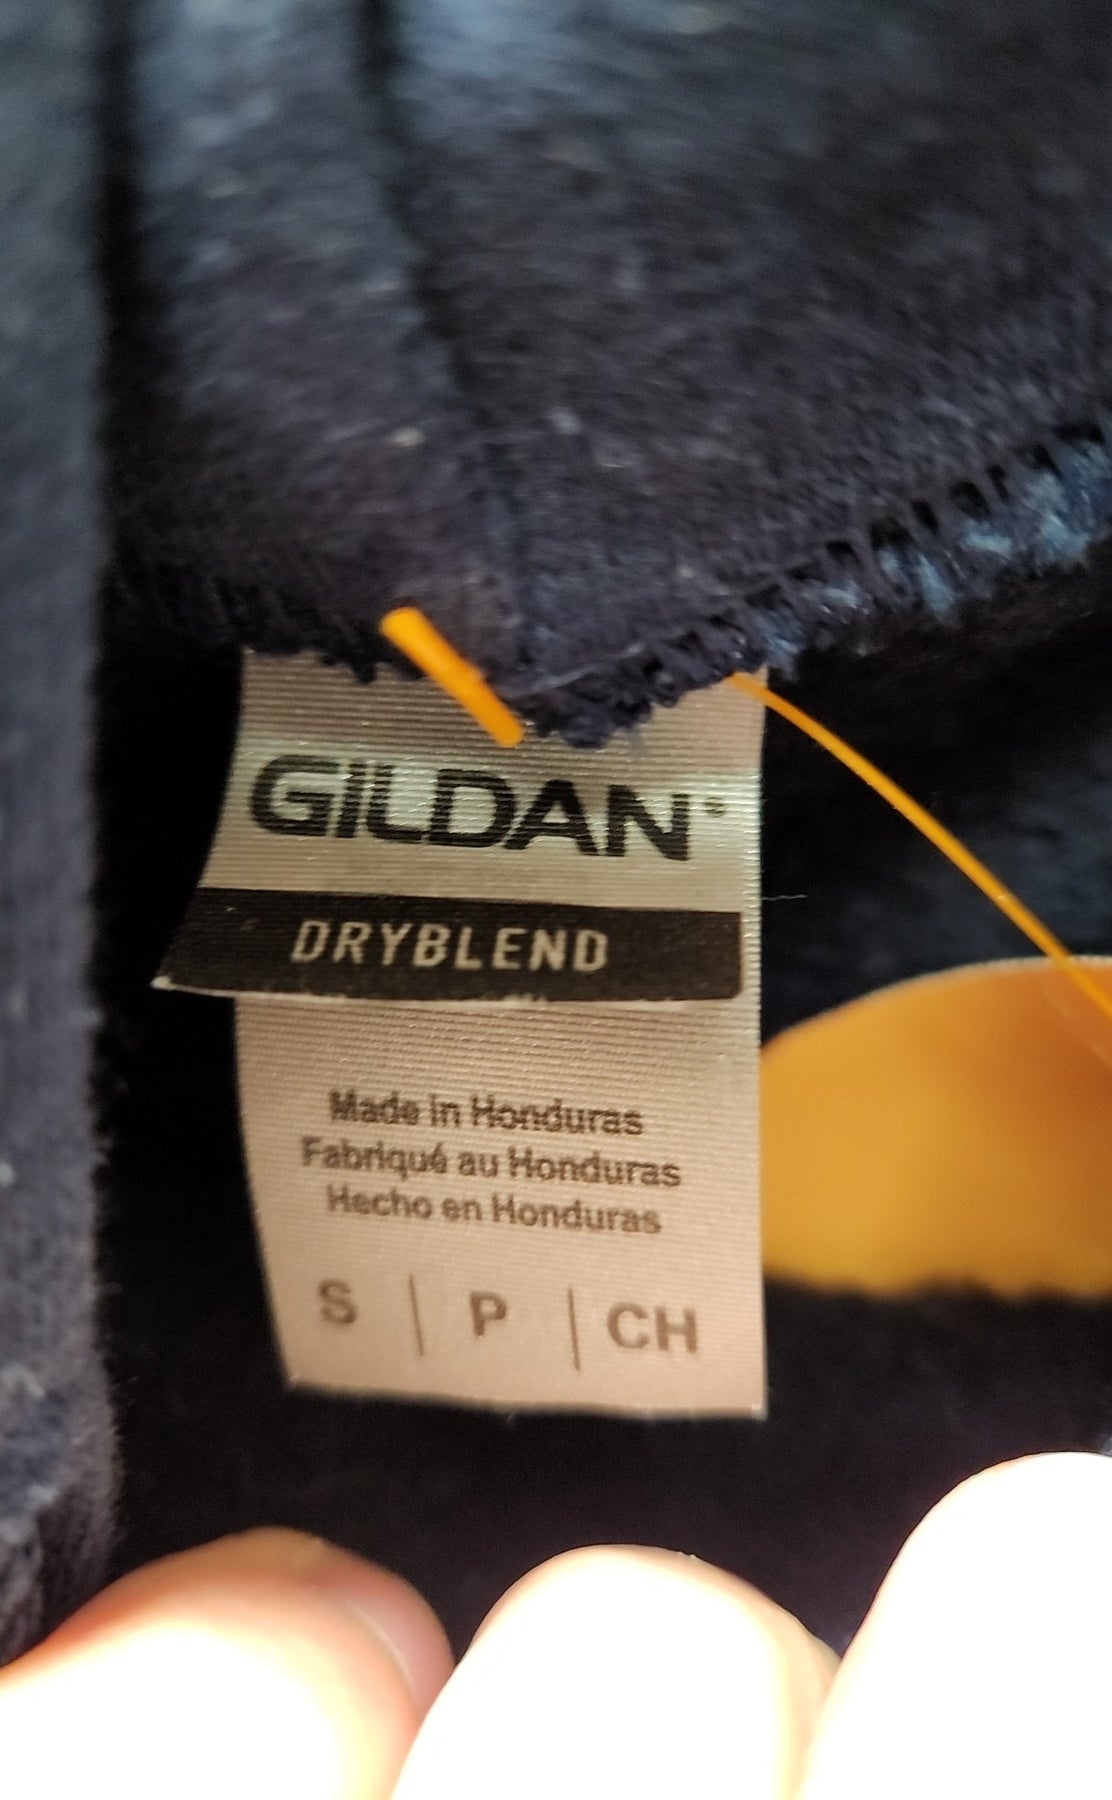 GILDAN®
DRYBLEND
Made in Honduras
Fabriqué au Honduras
Hecho en Honduras
S | P | CH